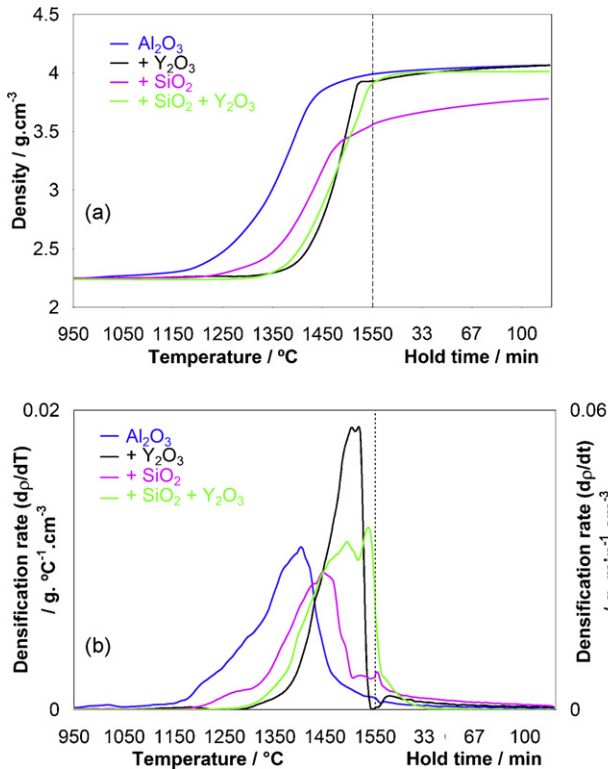 (a)
Al₂O₃
+ Y₂O₃
+ SiO₂
+ SiO₂ + Y₂O₃
Density / g.cm⁻³
4.5
4
3.5
3
2.5
2
950 1050 1150 1250 1350 1450 1550 33 67 100
Temperature / ºC Hold time / min
(b)
Al₂O₃
+ Y₂O₃
+ SiO₂
+ SiO₂ + Y₂O₃
Densification rate (dρ/dT)
/ g. ºC⁻¹.cm⁻³
0.02
0
0.06
0
Densification rate (dρ/dt)
950 1050 1150 1250 1350 1450 1550 33 67 100
Temperature / °C Hold time / min